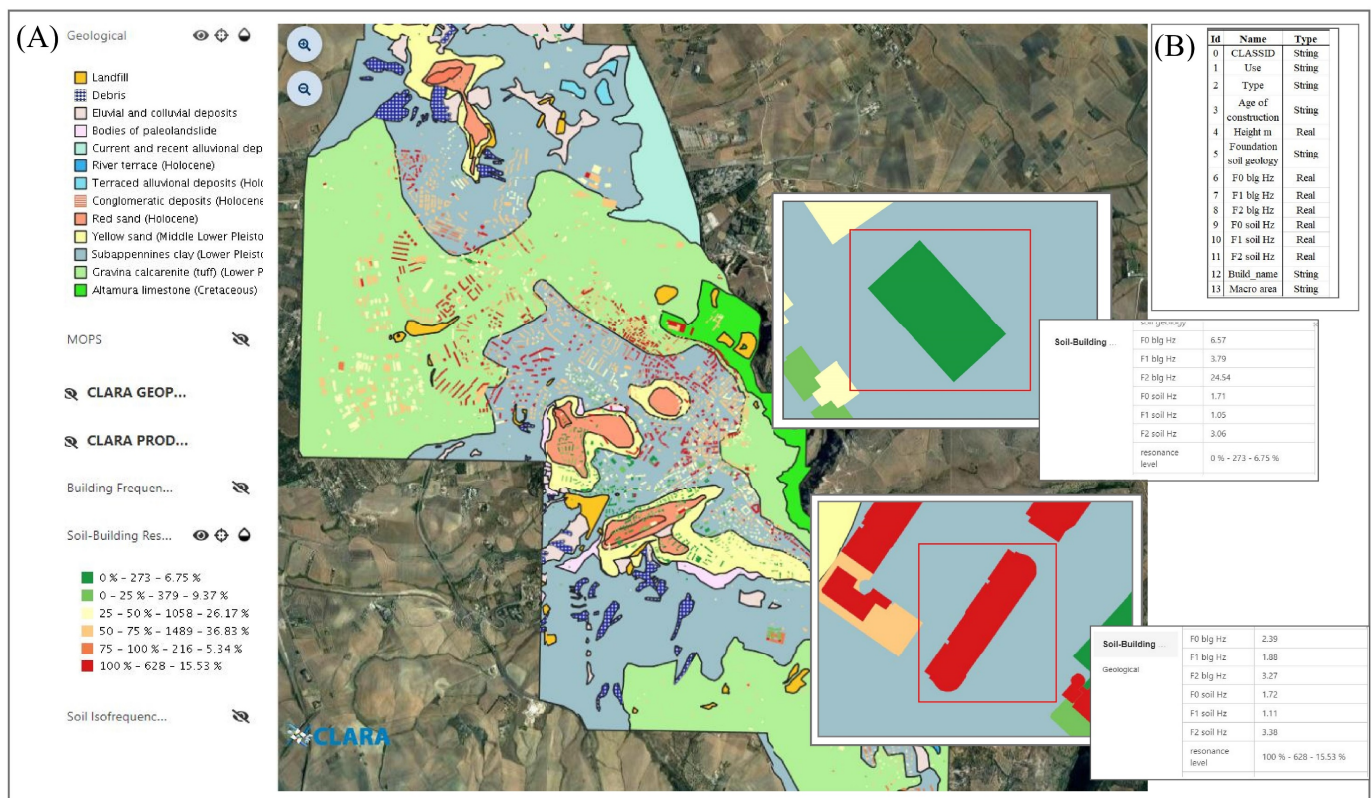 (A)
Geological
Landfill
Debris
Eluvial and colluvial deposits
Bodies of paleolandslide
Current and recent alluvional dep
River terrace (Holocene)
Terraced alluvional deposits (Holo
Conglomeratic deposits (Holocene
Red sand (Holocene)
Yellow sand (Middle Lower Pleisto
Subappennines clay (Lower Pleisto
Gravina calcarenite (tuff) (Lower P
Altamura limestone (Cretaceous)
MOPS
CLARA GEOP...
CLARA PROD...
Building Frequen...
Soil-Building Res...
0 % - 273 - 6.75 %
0 - 25 % - 379 - 9.37 %
25 - 50 % - 1058 - 26.17 %
50 - 75 % - 1489 - 36.83 %
75 - 100 % - 216 - 5.34 %
100 % - 628 - 15.53 %
Soil Isofrequenc...
CLARA
(B)
Id Name Type
0 CLASSID String
1 Use String
2 Type String
3 Age of construction String
4 Height m Real
5 Foundation soil geology String
6 F0 blg Hz Real
7 F1 blg Hz Real
8 F2 blg Hz Real
9 F0 soil Hz Real
10 F1 soil Hz Real
11 F2 soil Hz Real
12 Build_name String
13 Macro area String
Soil-Building ...
soil geology
F0 blg Hz 6.57
F1 blg Hz 3.79
F2 blg Hz 24.54
F0 soil Hz 1.71
F1 soil Hz 1.05
F2 soil Hz 3.06
resonance level 0 % - 273 - 6.75 %
Soil-Building ...
Geological
F0 blg Hz 2.39
F1 blg Hz 1.88
F2 blg Hz 3.27
F0 soil Hz 1.72
F1 soil Hz 1.11
F2 soil Hz 3.38
resonance level 100 % - 628 - 15.53 %